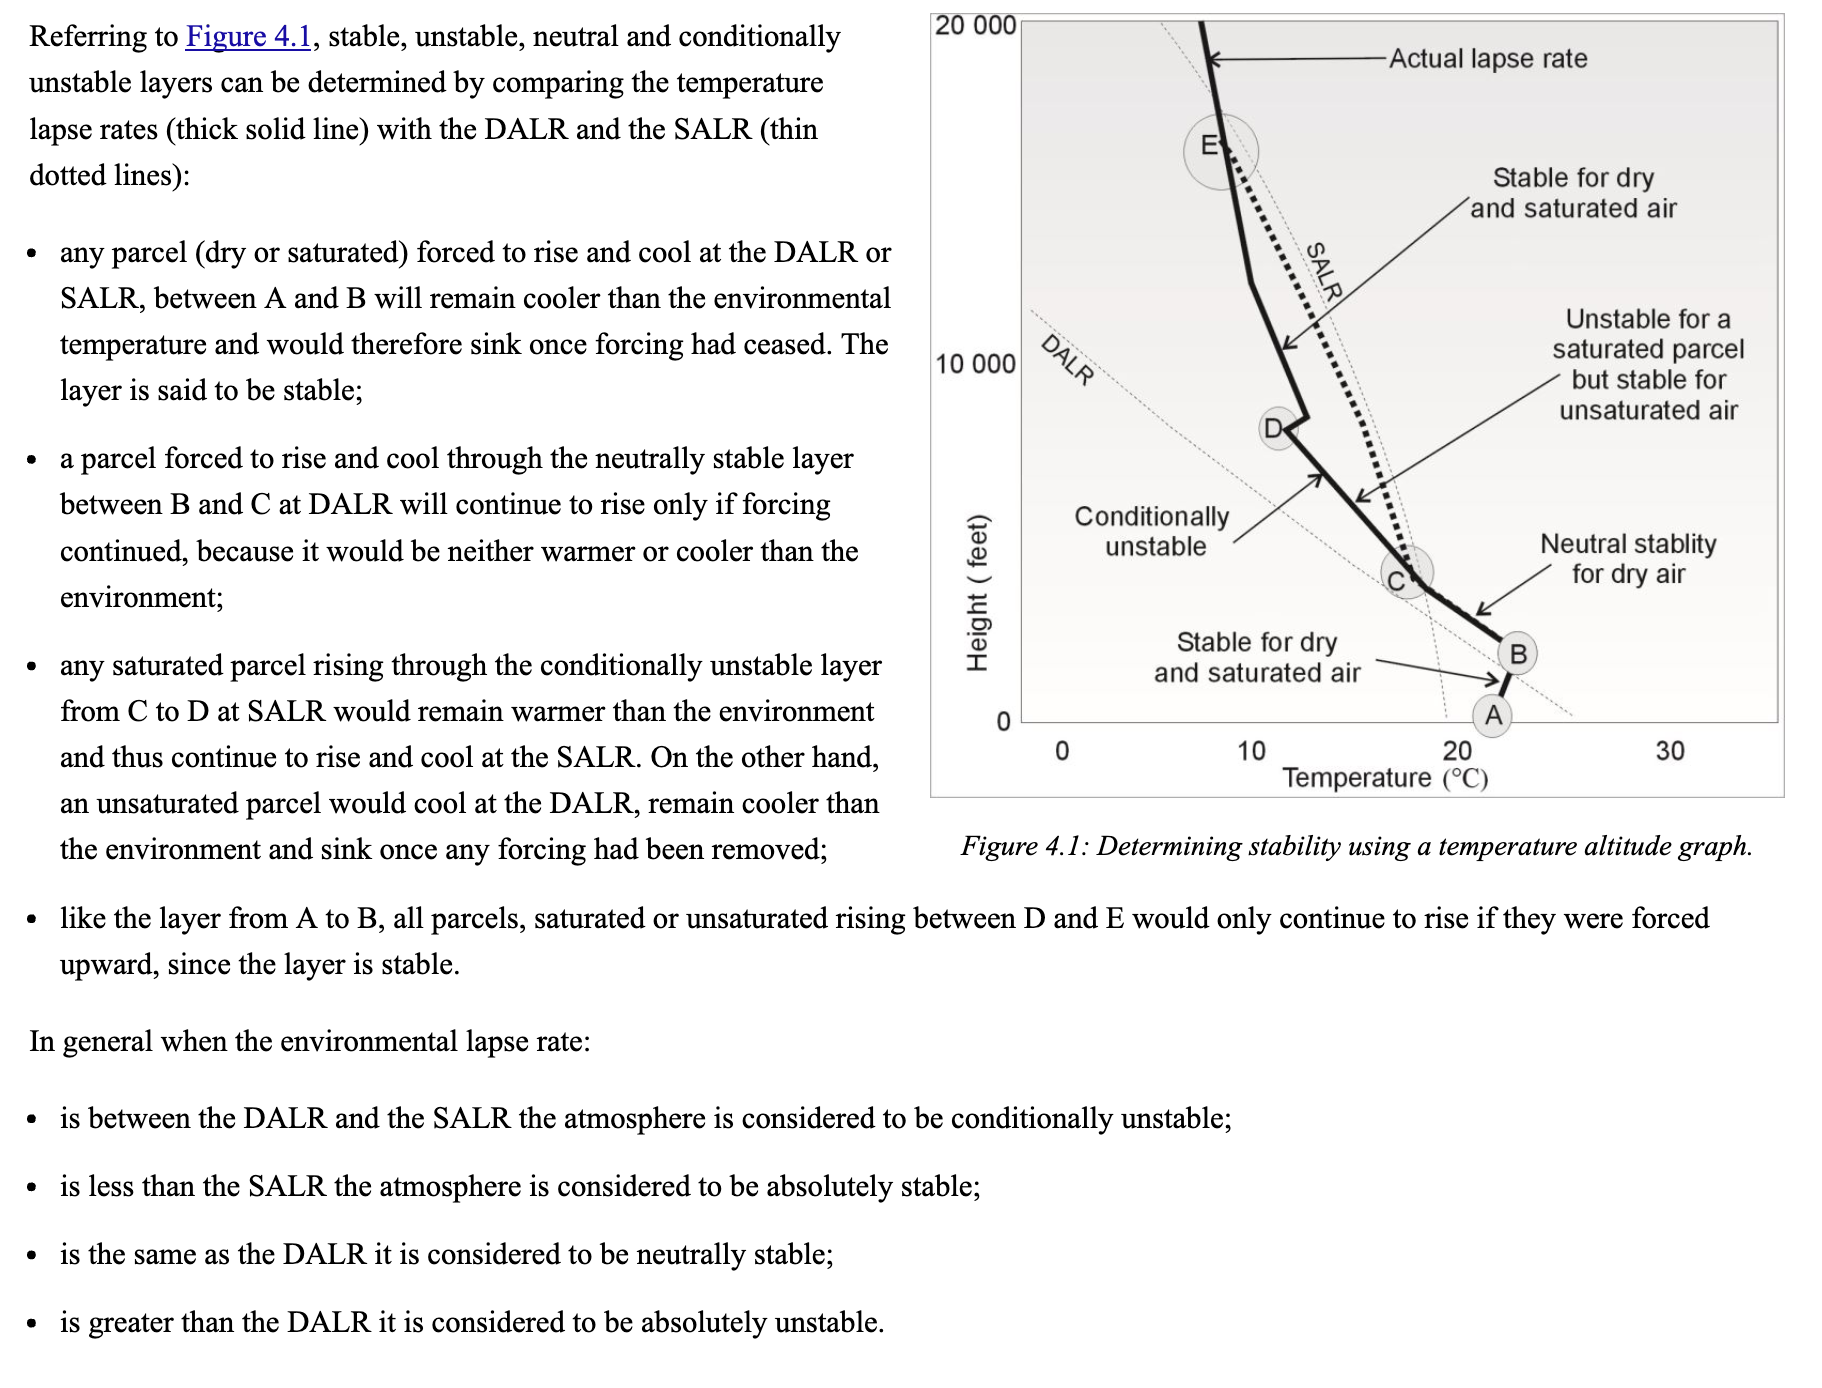 Referring to Figure 4.1, stable, unstable, neutral and conditionally
unstable layers can be determined by comparing the temperature
lapse rates (thick solid line) with the DALR and the SALR (thin
dotted lines):
• any parcel (dry or saturated) forced to rise and cool at the DALR or
SALR, between A and B will remain cooler than the environmental
temperature and would therefore sink once forcing had ceased. The
layer is said to be stable;
• a parcel forced to rise and cool through the neutrally stable layer
between B and C at DALR will continue to rise only if forcing
continued, because it would be neither warmer or cooler than the
environment;
• any saturated parcel rising through the conditionally unstable layer
from C to D at SALR would remain warmer than the environment
and thus continue to rise and cool at the SALR. On the other hand,
an unsaturated parcel would cool at the DALR, remain cooler than
the environment and sink once any forcing had been removed;
20 000
Actual lapse rate
E
Stable for dry
and saturated air
SALR
Unstable for a
saturated parcel
but stable for
unsaturated air
DALR
10 000
D
Conditionally
unstable
Neutral stablity
for dry air
C
Height ( feet)
Stable for dry
and saturated air
B
A
0
0 10 20 30
Temperature (°C)
Figure 4.1: Determining stability using a temperature altitude graph.
• like the layer from A to B, all parcels, saturated or unsaturated rising between D and E would only continue to rise if they were forced
upward, since the layer is stable.
In general when the environmental lapse rate:
• is between the DALR and the SALR the atmosphere is considered to be conditionally unstable;
• is less than the SALR the atmosphere is considered to be absolutely stable;
• is the same as the DALR it is considered to be neutrally stable;
• is greater than the DALR it is considered to be absolutely unstable.